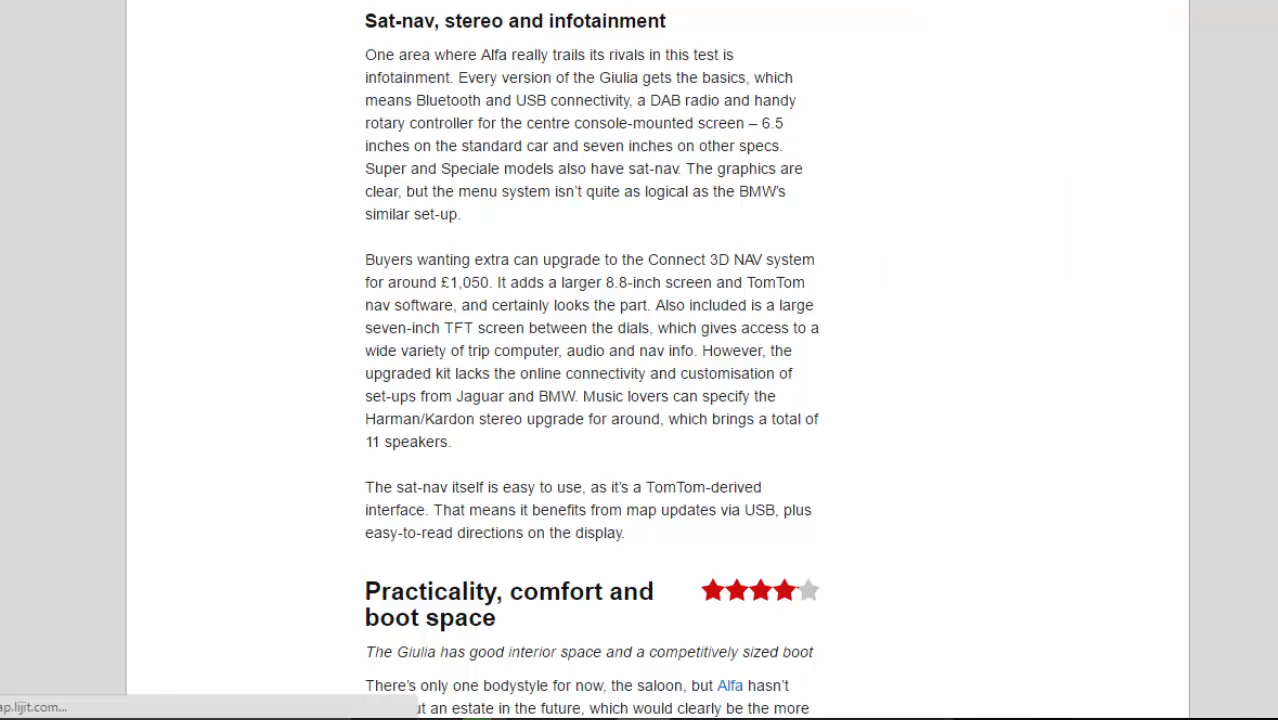 Sat-nav, stereo and infotainment
One area where Alfa really trails its rivals in this test is
infotainment. Every version of the Giulia gets the basics, which
means Bluetooth and USB connectivity, a DAB radio and handy
rotary controller for the centre console-mounted screen – 6.5
inches on the standard car and seven inches on other specs.
Super and Speciale models also have sat-nav. The graphics are
clear, but the menu system isn’t quite as logical as the BMW’s
similar set-up.
Buyers wanting extra can upgrade to the Connect 3D NAV system
for around £1,050. It adds a larger 8.8-inch screen and TomTom
nav software, and certainly looks the part. Also included is a large
seven-inch TFT screen between the dials, which gives access to a
wide variety of trip computer, audio and nav info. However, the
upgraded kit lacks the online connectivity and customisation of
set-ups from Jaguar and BMW. Music lovers can specify the
Harman/Kardon stereo upgrade for around, which brings a total of
11 speakers.
The sat-nav itself is easy to use, as it’s a TomTom-derived
interface. That means it benefits from map updates via USB, plus
easy-to-read directions on the display.
Practicality, comfort and
boot space
The Giulia has good interior space and a competitively sized boot
There’s only one bodystyle for now, the saloon, but Alfa hasn’t
an estate in the future, which would clearly be the more
ap.lijit.com...